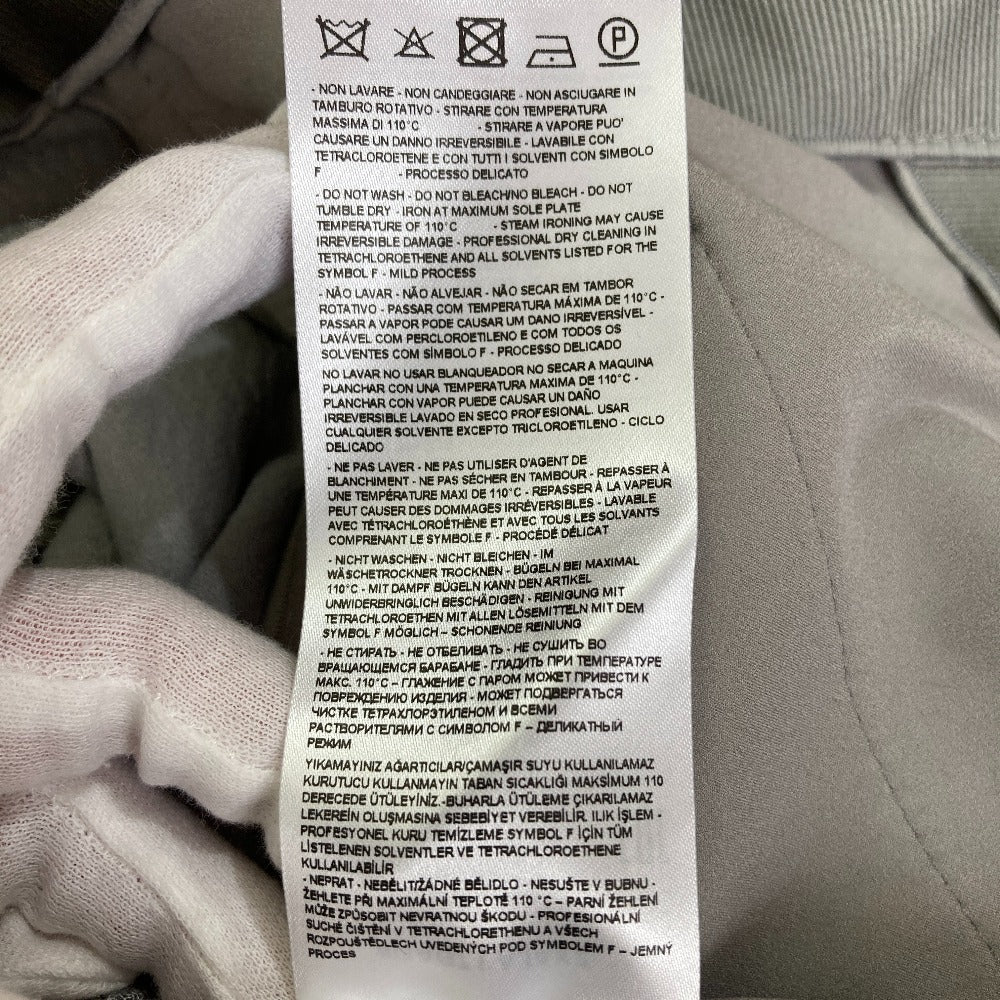 P
- NON LAVARE - NON CANDEGGIARE - NON ASCIUGARE IN
TAMBURO ROTATIVO - STIRARE CON TEMPERATURA
MASSIMA DI 110°C - STIRARE A VAPORE PUO'
CAUSARE UN DANNO IRREVERSIBILE - LAVABILE CON
TETRACLOROETENE E CON TUTTI I SOLVENTI CON SIMBOLO
F - PROCESSO DELICATO
- DO NOT WASH - DO NOT BLEACH/NO BLEACH - DO NOT
TUMBLE DRY - IRON AT MAXIMUM SOLE PLATE
TEMPERATURE OF 110°C - STEAM IRONING MAY CAUSE
IRREVERSIBLE DAMAGE - PROFESSIONAL DRY CLEANING IN
TETRACHLOROETHENE AND ALL SOLVENTS LISTED FOR THE
SYMBOL F - MILD PROCESS
- NÃO LAVAR - NÃO ALVEJAR - NÃO SECAR EM TAMBOR
ROTATIVO - PASSAR COM TEMPERATURA MÁXIMA DE 110°C -
PASSAR A VAPOR PODE CAUSAR UM DANO IRREVERSÍVEL -
LAVÁVEL COM PERCLOROETILENO E COM TODOS OS
SOLVENTES COM SÍMBOLO F - PROCESSO DELICADO
NO LAVAR NO USAR BLANQUEADOR NO SECAR A MAQUINA
PLANCHAR CON UNA TEMPERATURA MAXIMA DE 110°C -
PLANCHAR CON VAPOR PUEDE CAUSAR UN DAÑO
IRREVERSIBLE LAVADO EN SECO PROFESIONAL. USAR
CUALQUIER SOLVENTE EXCEPTO TRICLOROETILENO - CICLO
DELICADO
- NE PAS LAVER - NE PAS UTILISER D'AGENT DE
BLANCHIMENT - NE PAS SÉCHER EN TAMBOUR - REPASSER À
UNE TEMPÉRATURE MAXI DE 110°C - REPASSER À LA VAPEUR
PEUT CAUSER DES DOMMAGES IRRÉVERSIBLES - LAVABLE
AVEC TÉTRACHLOROÉTHÈNE ET AVEC TOUS LES SOLVANTS
COMPRENANT LE SYMBOLE F - PROCÉDÉ DÉLICAT
- NICHT WASCHEN - NICHT BLEICHEN - IM
WÄSCHETROCKNER TROCKNEN - BÜGELN BEI MAXIMAL
110°C - MIT DAMPF BÜGELN KANN DEN ARTIKEL
UNWIDERBRINGLICH BESCHÄDIGEN - REINIGUNG MIT
TETRACHLOROETHEN MIT ALLEN LÖSEMITTELN MIT DEM
SYMBOL F MÖGLICH – SCHONENDE REINIUNG
- НЕ СТИРАТЬ - НЕ ОТБЕЛИВАТЬ - НЕ СУШИТЬ ВО
ВРАЩАЮЩЕМСЯ БАРАБАНЕ - ГЛАДИТЬ ПРИ ТЕМПЕРАТУРЕ
МАКС. 110°C – ГЛАЖЕНИЕ С ПАРОМ МОЖЕТ ПРИВЕСТИ К
ПОВРЕЖДЕНИЮ ИЗДЕЛИЯ - МОЖЕТ ПОДВЕРГАТЬСЯ
ЧИСТКЕ ТЕТРАХЛОРЭТИЛЕНОМ И ВСЕМИ
РАСТВОРИТЕЛЯМИ С СИМВОЛОМ F – ДЕЛИКАТНЫЙ
РЕЖИМ
YIKAMAYINIZ AĞARTICILAR/ÇAMAŞIR SUYU KULLANILAMAZ
KURUTUCU KULLANMAYIN TABAN SICAKLIĞI MAKSİMUM 110
DERECEDE ÜTÜLEYİNİZ -BUHARLA ÜTÜLEME ÇIKARILAMAZ
LEKEREİN OLUŞMASINA SEBEBİYET VEREBİLİR. ILIK İŞLEM -
PROFESYONEL KURU TEMİZLEME SYMBOL F İÇİN TÜM
LİSTELENEN SOLVENTLER VE TETRACHLOROETHENE
KULLANILABİLİR
- NEPRAT - NEBĚLIT/ŽÁDNÉ BĚLIDLO - NESUŠTE V BUBNU -
ŽEHLETE PŘI MAXIMÁLNÍ TEPLOTĚ 110 °C – PARNÍ ŽEHLENÍ
MŮŽE ZPŮSOBIT NEVRATNOU ŠKODU - PROFESIONÁLNÍ
SUCHÉ ČIŠTĚNÍ V TETRACHLORETHENU A VŠECH
ROZPOUŠTĚDLECH UVEDENÝCH POD SYMBOLEM F – JEMNÝ
PROCES